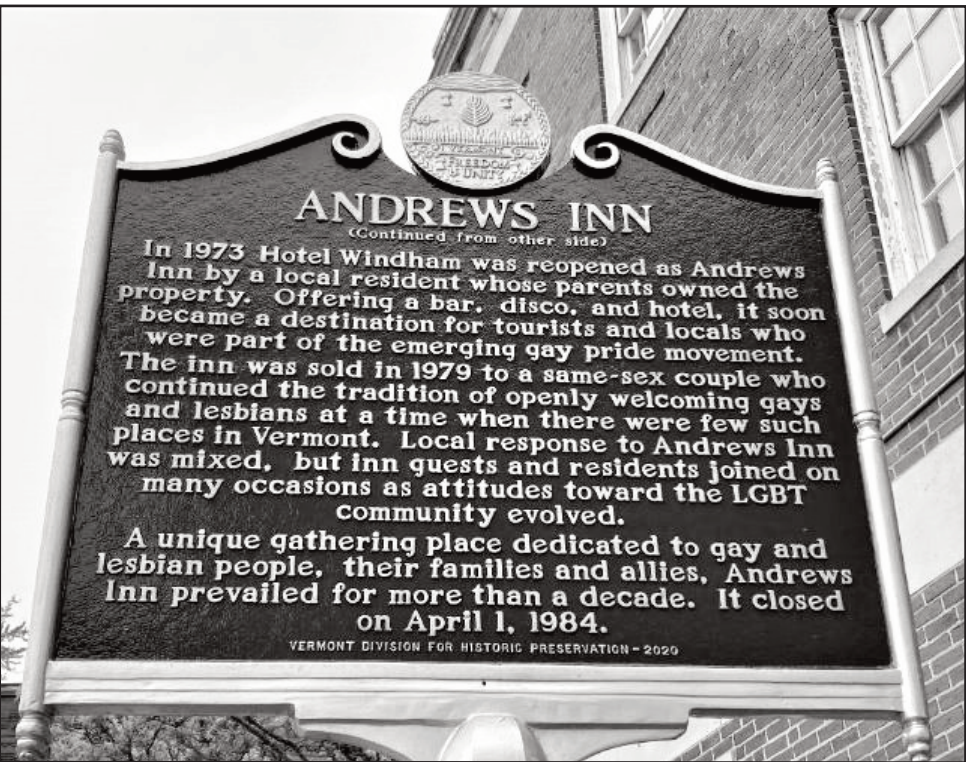 FREEDOM
& UNITY
ANDREWS INN
(Continued from other side)
In 1973 Hotel Windham was reopened as Andrews
Inn by a local resident whose parents owned the
property. Offering a bar, disco, and hotel, it soon
became a destination for tourists and locals who
were part of the emerging gay pride movement.
The inn was sold in 1979 to a same-sex couple who
continued the tradition of openly welcoming gays
and lesbians at a time when there were few such
places in Vermont. Local response to Andrews Inn
was mixed, but inn guests and residents joined on
many occasions as attitudes toward the LGBT
community evolved.
A unique gathering place dedicated to gay and
lesbian people, their families and allies, Andrews
Inn prevailed for more than a decade. It closed
on April 1, 1984.
VERMONT DIVISION FOR HISTORIC PRESERVATION – 2020